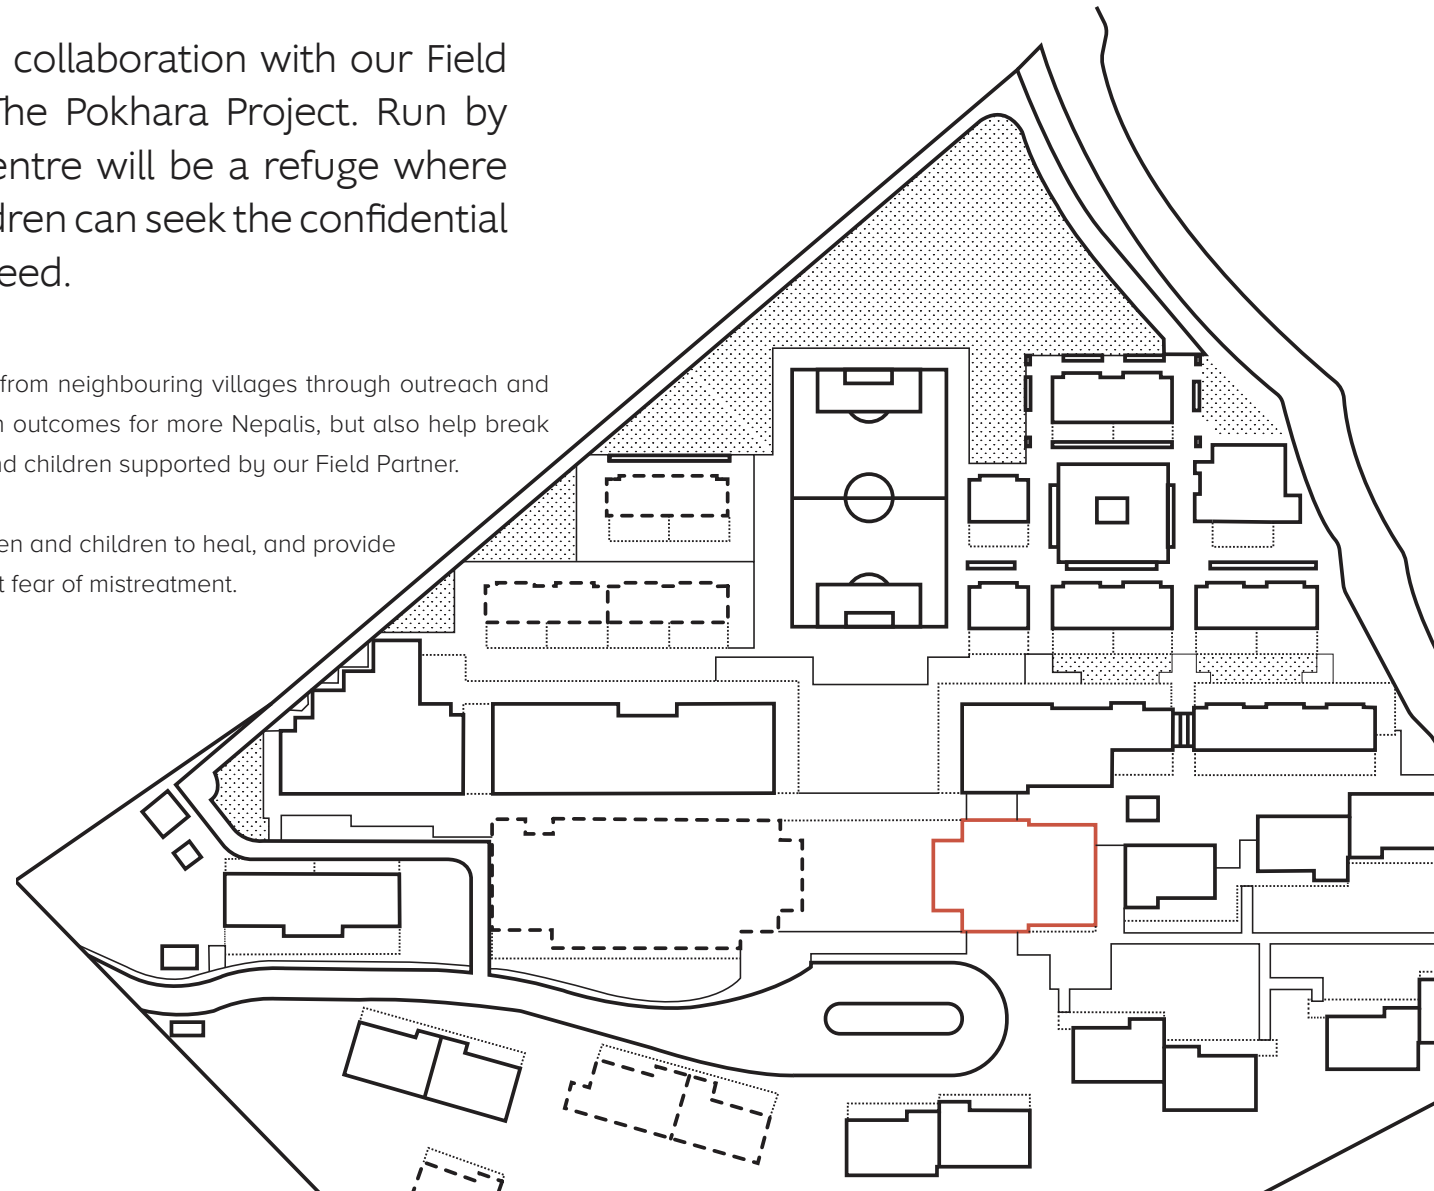 collaboration with our Field
The Pokhara Project. Run by
entre will be a refuge where
dren can seek the confidential
eed.
from neighbouring villages through outreach and
outcomes for more Nepalis, but also help break
nd children supported by our Field Partner.
en and children to heal, and provide
t fear of mistreatment.